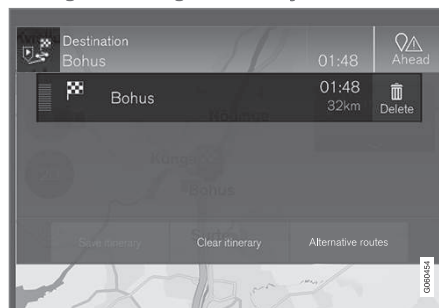 Destination
Bohus
01:48
Ahead
Bohus
01:48
32km
Delete
Bohus
Save itinerary
Clear itinerary
Alternative routes
G060454